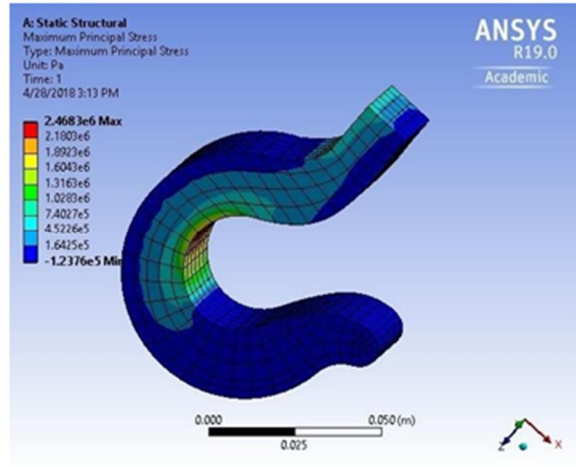 A: Static Structural
Maximum Principal Stress
Type: Maximum Principal Stress
Unit: Pa
Time: 1
4/28/2018 3:13 PM
ANSYS
R19.0
Academic
2.4683e6 Max
2.1803e6
1.8923e6
1.6043e6
1.3163e6
1.0283e6
7.4027e5
4.5226e5
1.6425e5
-1.2376e5 Min
0.000
0.050 (m)
0.025
Z
X